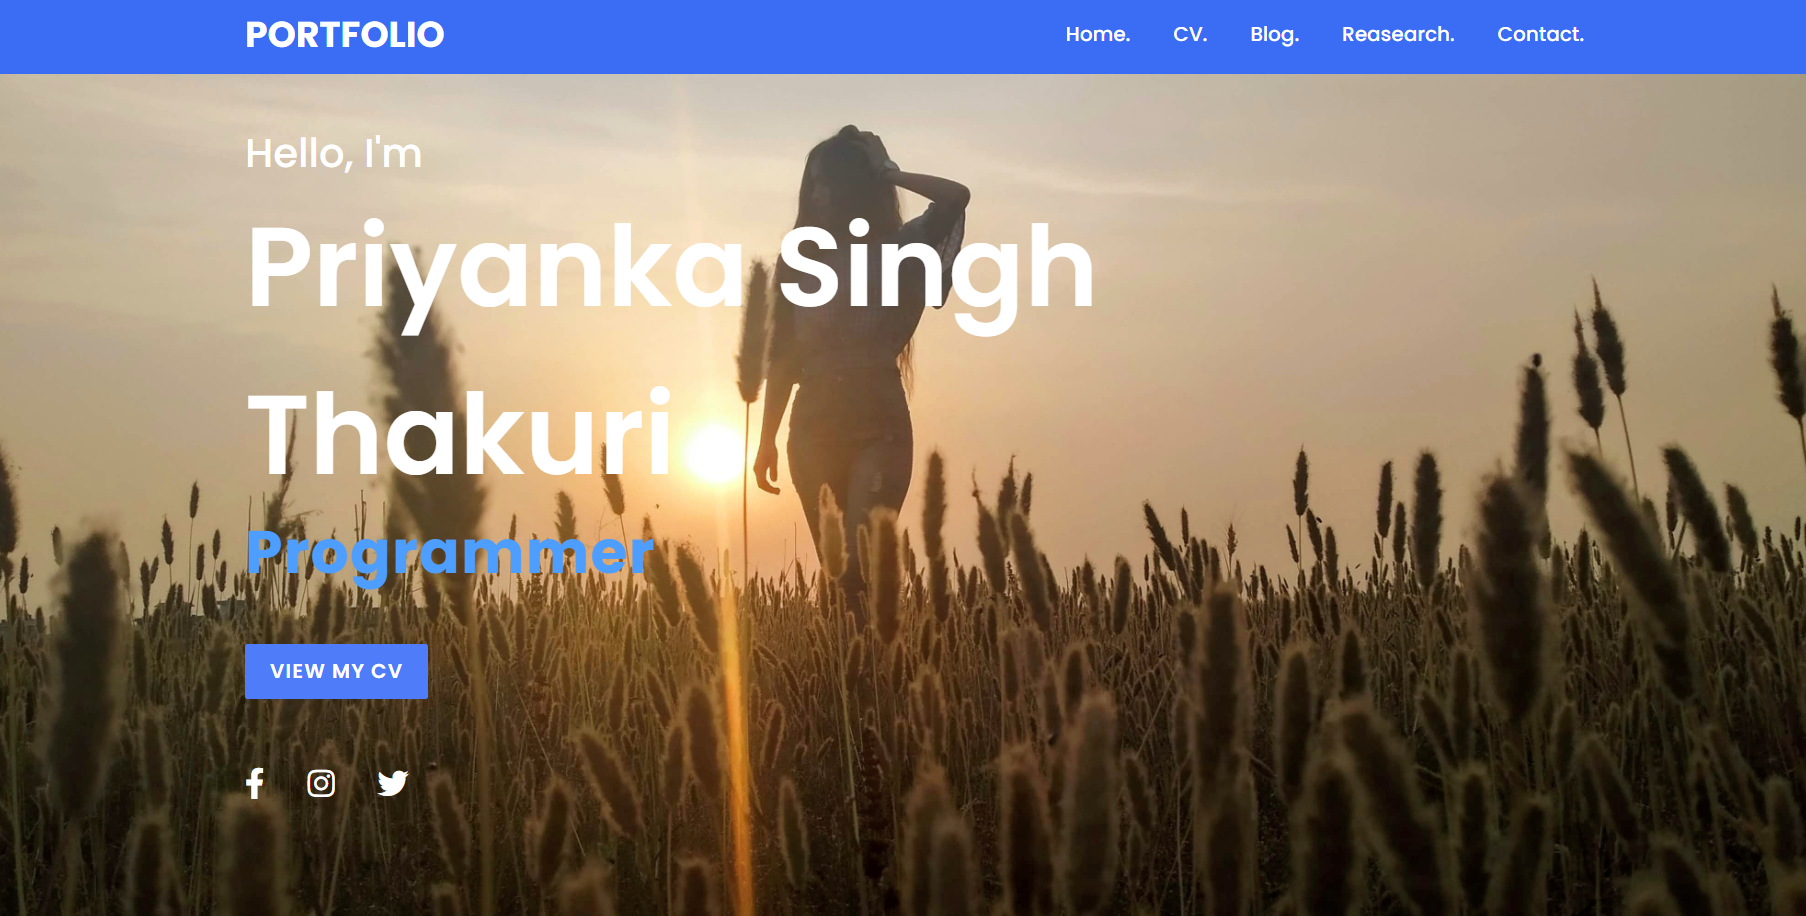 PORTFOLIO
Home. CV. Blog. Reasearch. Contact.
Hello, I'm
Priyanka Singh
Thakuri
Programmer
VIEW MY CV